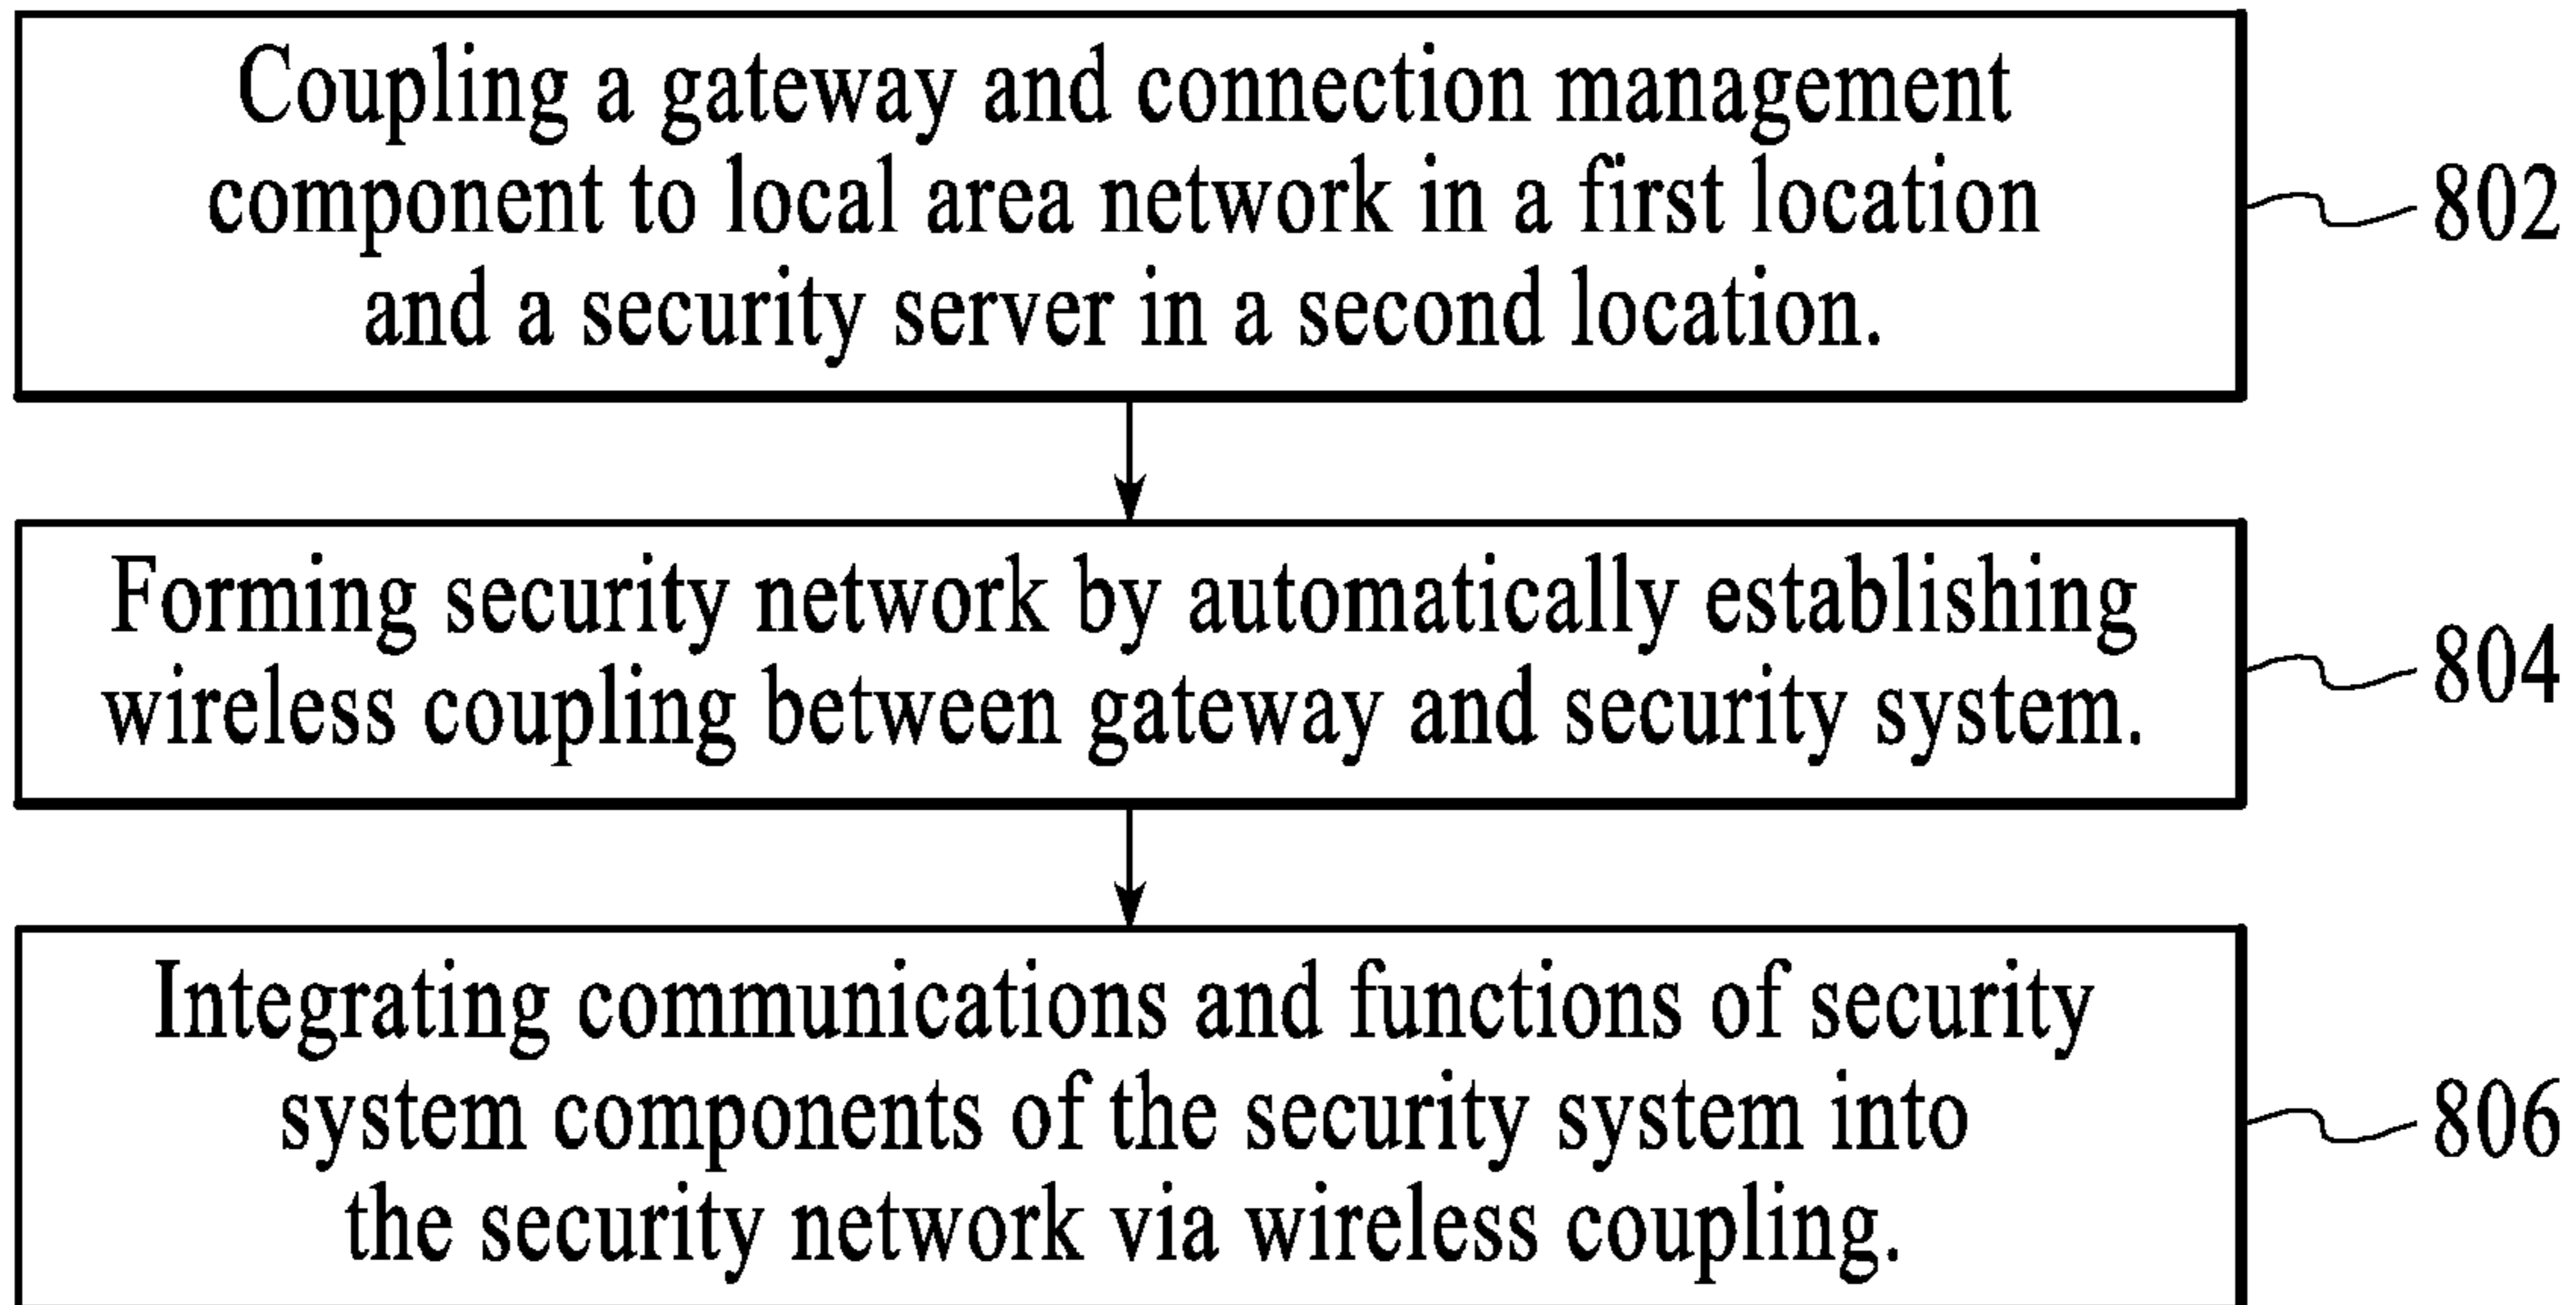 Coupling a gateway and connection management
component to local area network in a first location
and a security server in a second location.
802
Forming security network by automatically establishing
wireless coupling between gateway and security system.
804
Integrating communications and functions of security
system components of the security system into
the security network via wireless coupling.
806